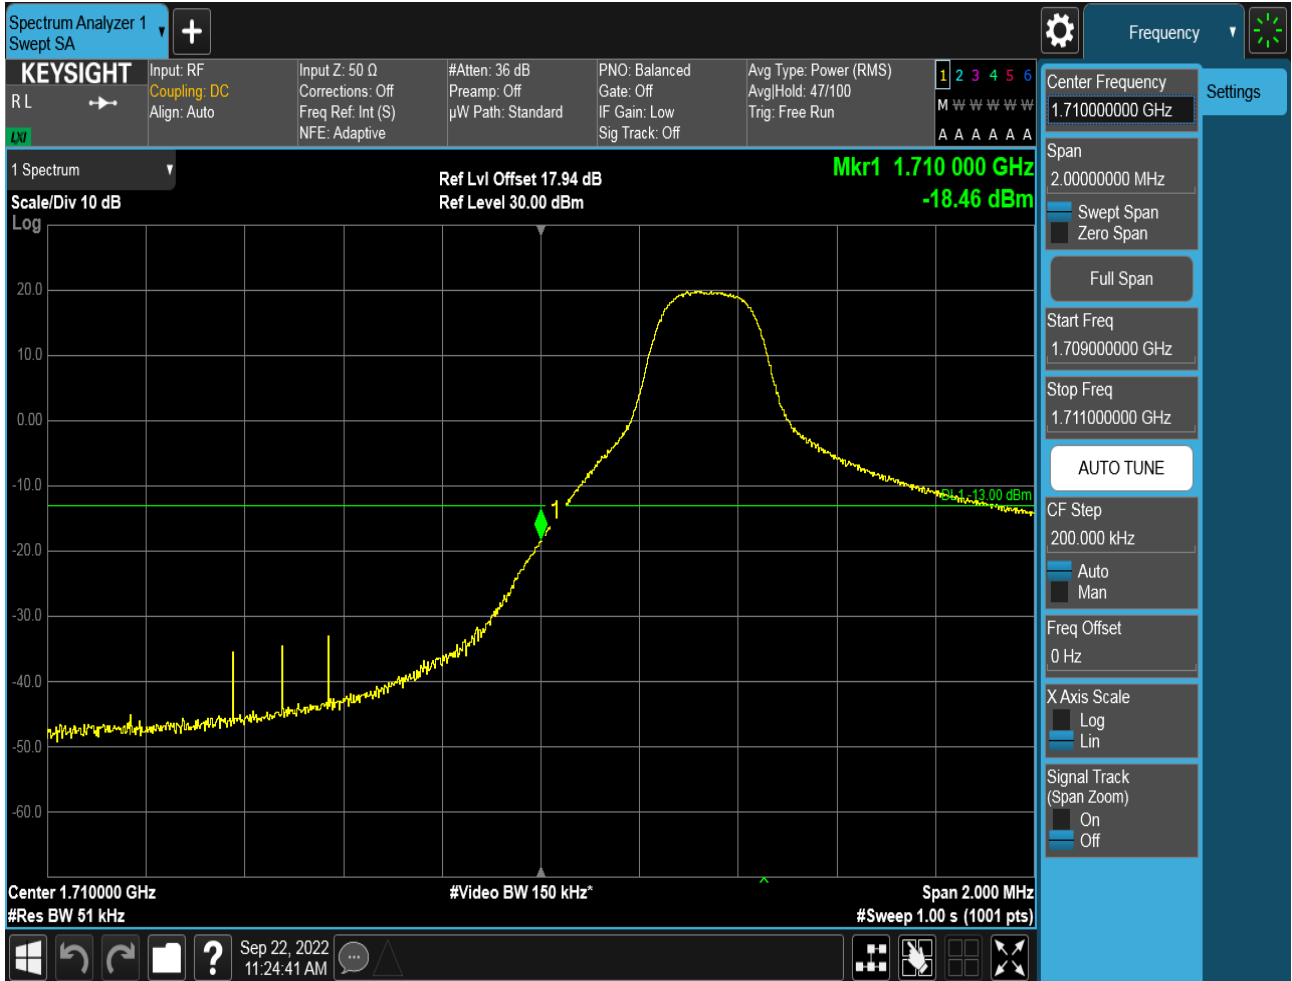 Spectrum Analyzer 1
Swept SA
Frequency
KEYSIGHT
R L
LXI
Input: RF
Coupling: DC
Align: Auto
Input Z: 50 Ω
Corrections: Off
Freq Ref: Int (S)
NFE: Adaptive
#Atten: 36 dB
Preamp: Off
µW Path: Standard
PNO: Balanced
Gate: Off
IF Gain: Low
Sig Track: Off
Avg Type: Power (RMS)
Avg|Hold: 47/100
Trig: Free Run
1 2 3 4 5 6
M W W W W W
A A A A A A
1 Spectrum
Scale/Div 10 dB
Log
Ref Lvl Offset 17.94 dB
Ref Level 30.00 dBm
Mkr1 1.710 000 GHz
-18.46 dBm
20.0
10.0
0.00
-10.0
-20.0
-30.0
-40.0
-50.0
-60.0
DL1 -13.00 dBm
1
Center 1.710000 GHz
#Video BW 150 kHz*
Span 2.000 MHz
#Res BW 51 kHz
#Sweep 1.00 s (1001 pts)
Sep 22, 2022
11:24:41 AM
Center Frequency
1.710000000 GHz
Settings
Span
2.00000000 MHz
Swept Span
Zero Span
Full Span
Start Freq
1.709000000 GHz
Stop Freq
1.711000000 GHz
AUTO TUNE
CF Step
200.000 kHz
Auto
Man
Freq Offset
0 Hz
X Axis Scale
Log
Lin
Signal Track
(Span Zoom)
On
Off